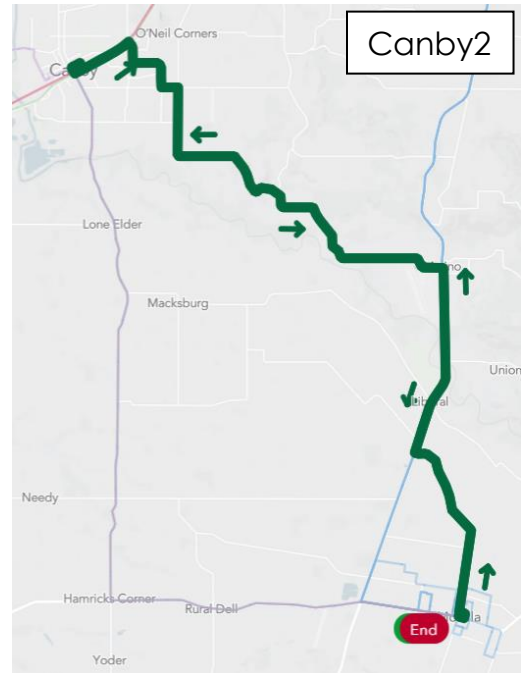 Canby2
O'Neil Corners
Lone Elder
Macksburg
Union
Needy
Hamricks Corner
Rural Dell
End
Yoder